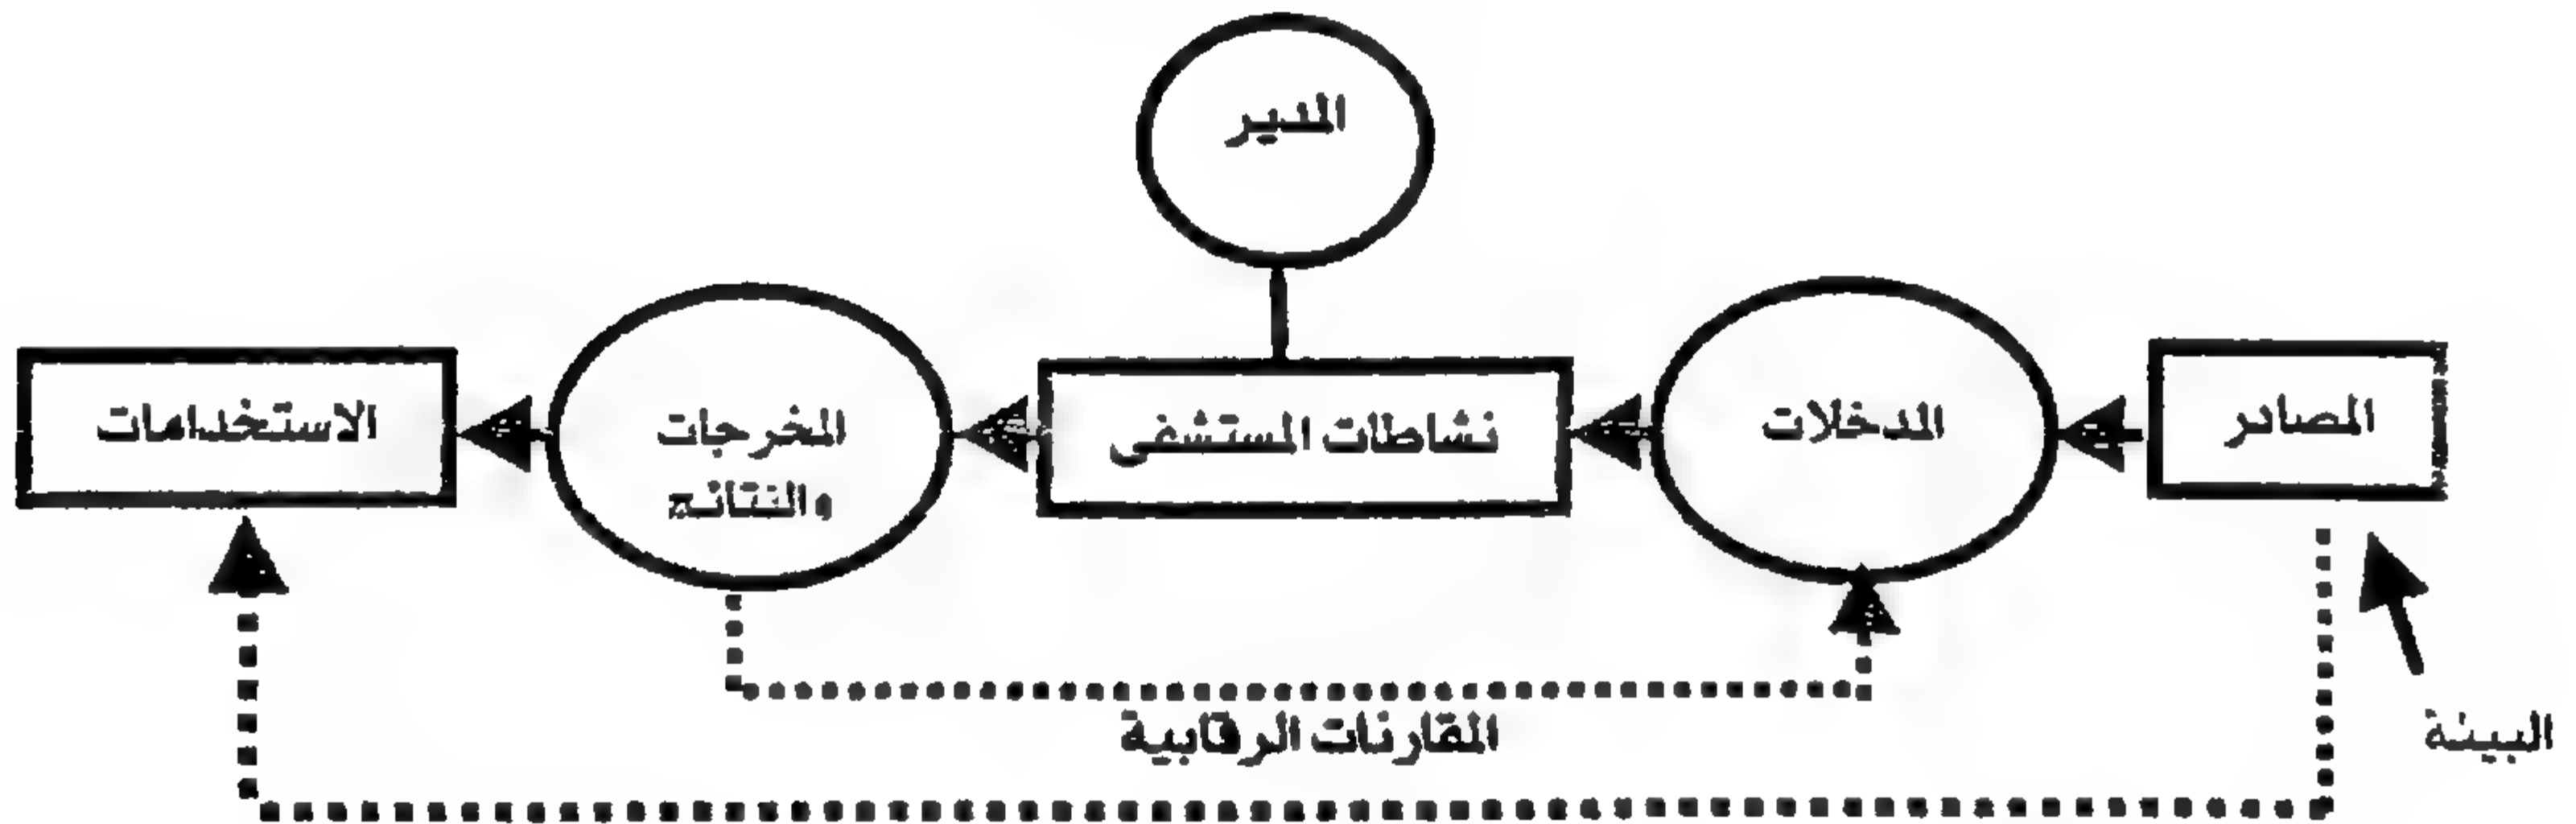 المدير
المصادر
المدخلات
نشاطات المستشفى
المخرجات
والنتائج
الاستخدامات
المقارنات الرقابية
البيئة